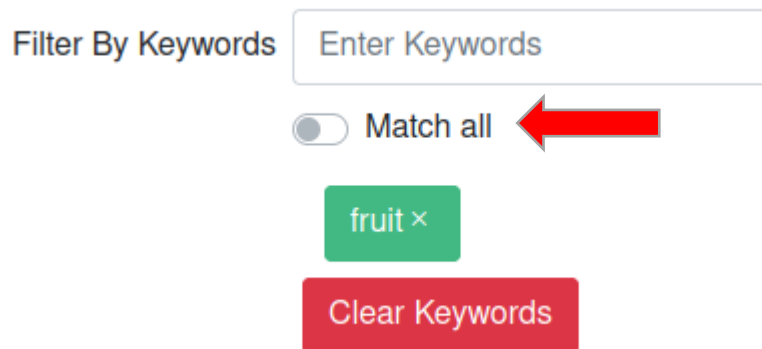 Filter By Keywords
Enter Keywords
Match all
fruit ×
Clear Keywords